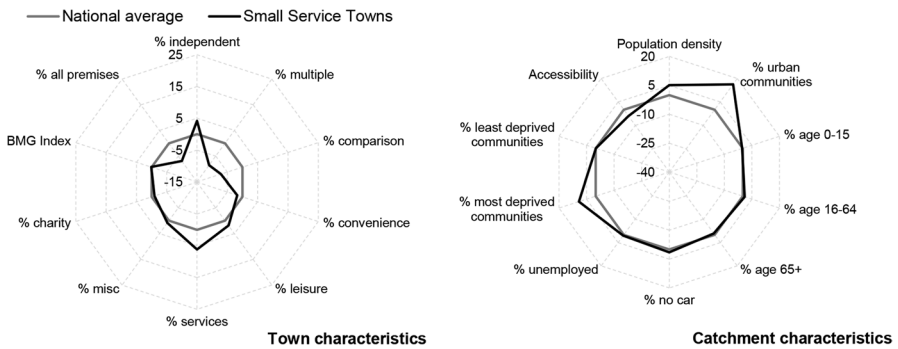 National average
Small Service Towns
% independent
25
% all premises
% multiple
15
5
BMG Index
% comparison
-5
-15
% charity
% convenience
% misc
% leisure
% services
Town characteristics
Population density
20
Accessibility
% urban
communities
5
-10
% least deprived
communities
% age 0-15
-25
-40
% most deprived
communities
% age 16-64
% unemployed
% age 65+
% no car
Catchment characteristics